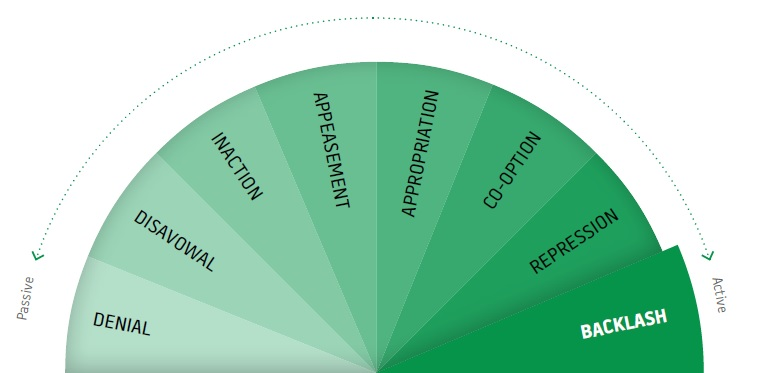 Passive
DENIAL
DISAVOWAL
INACTION
APPEASEMENT
APPROPRIATION
CO-OPTION
REPRESSION
BACKLASH
Active